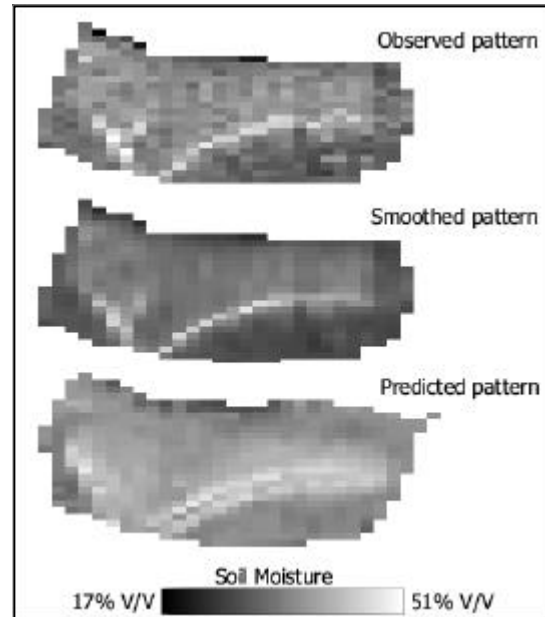 Observed pattern
Smoothed pattern
Predicted pattern
Soil Moisture
17% V/V 51% V/V